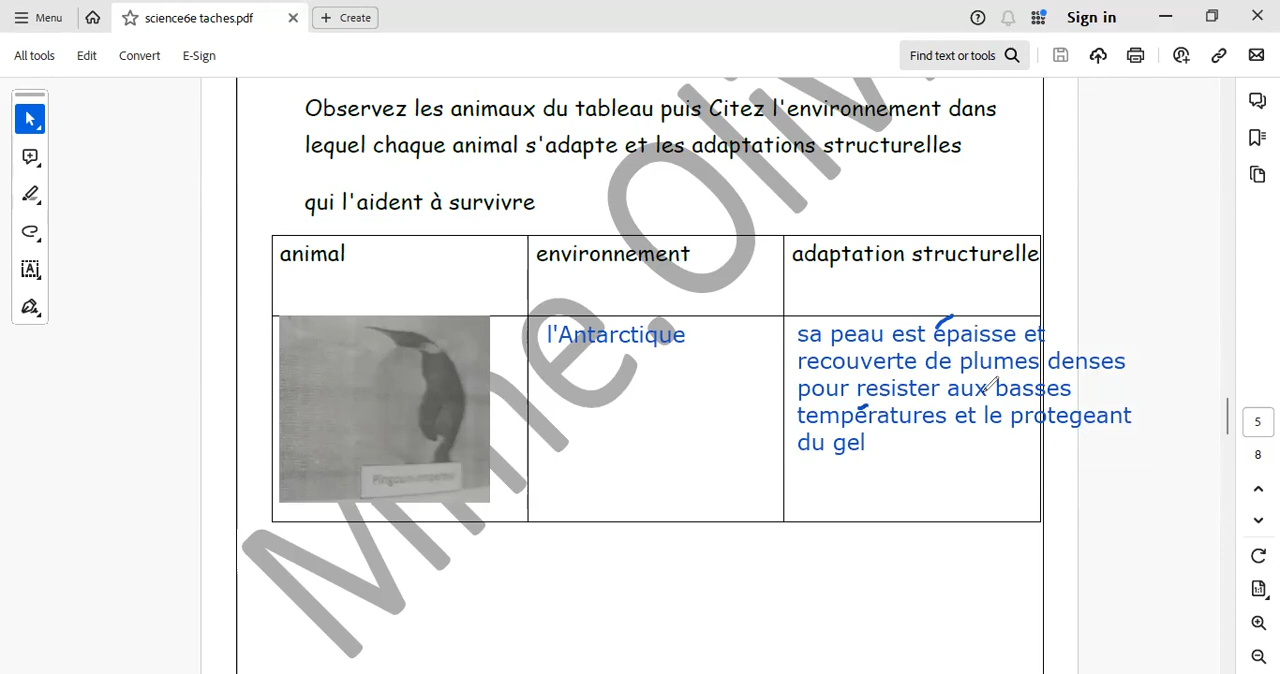 Menu
science6e taches.pdf
Create
Sign in
All tools
Edit
Convert
E-Sign
Find text or tools
Observez les animaux du tableau puis Citez l'environnement dans
lequel chaque animal s'adapte et les adaptations structurelles
qui l'aident à survivre
animal
environnement
adaptation structurelle
l'Antarctique
sa peau est épaisse et
recouverte de plumes denses
pour resister aux basses
températures et le protegeant
du gel
5
8